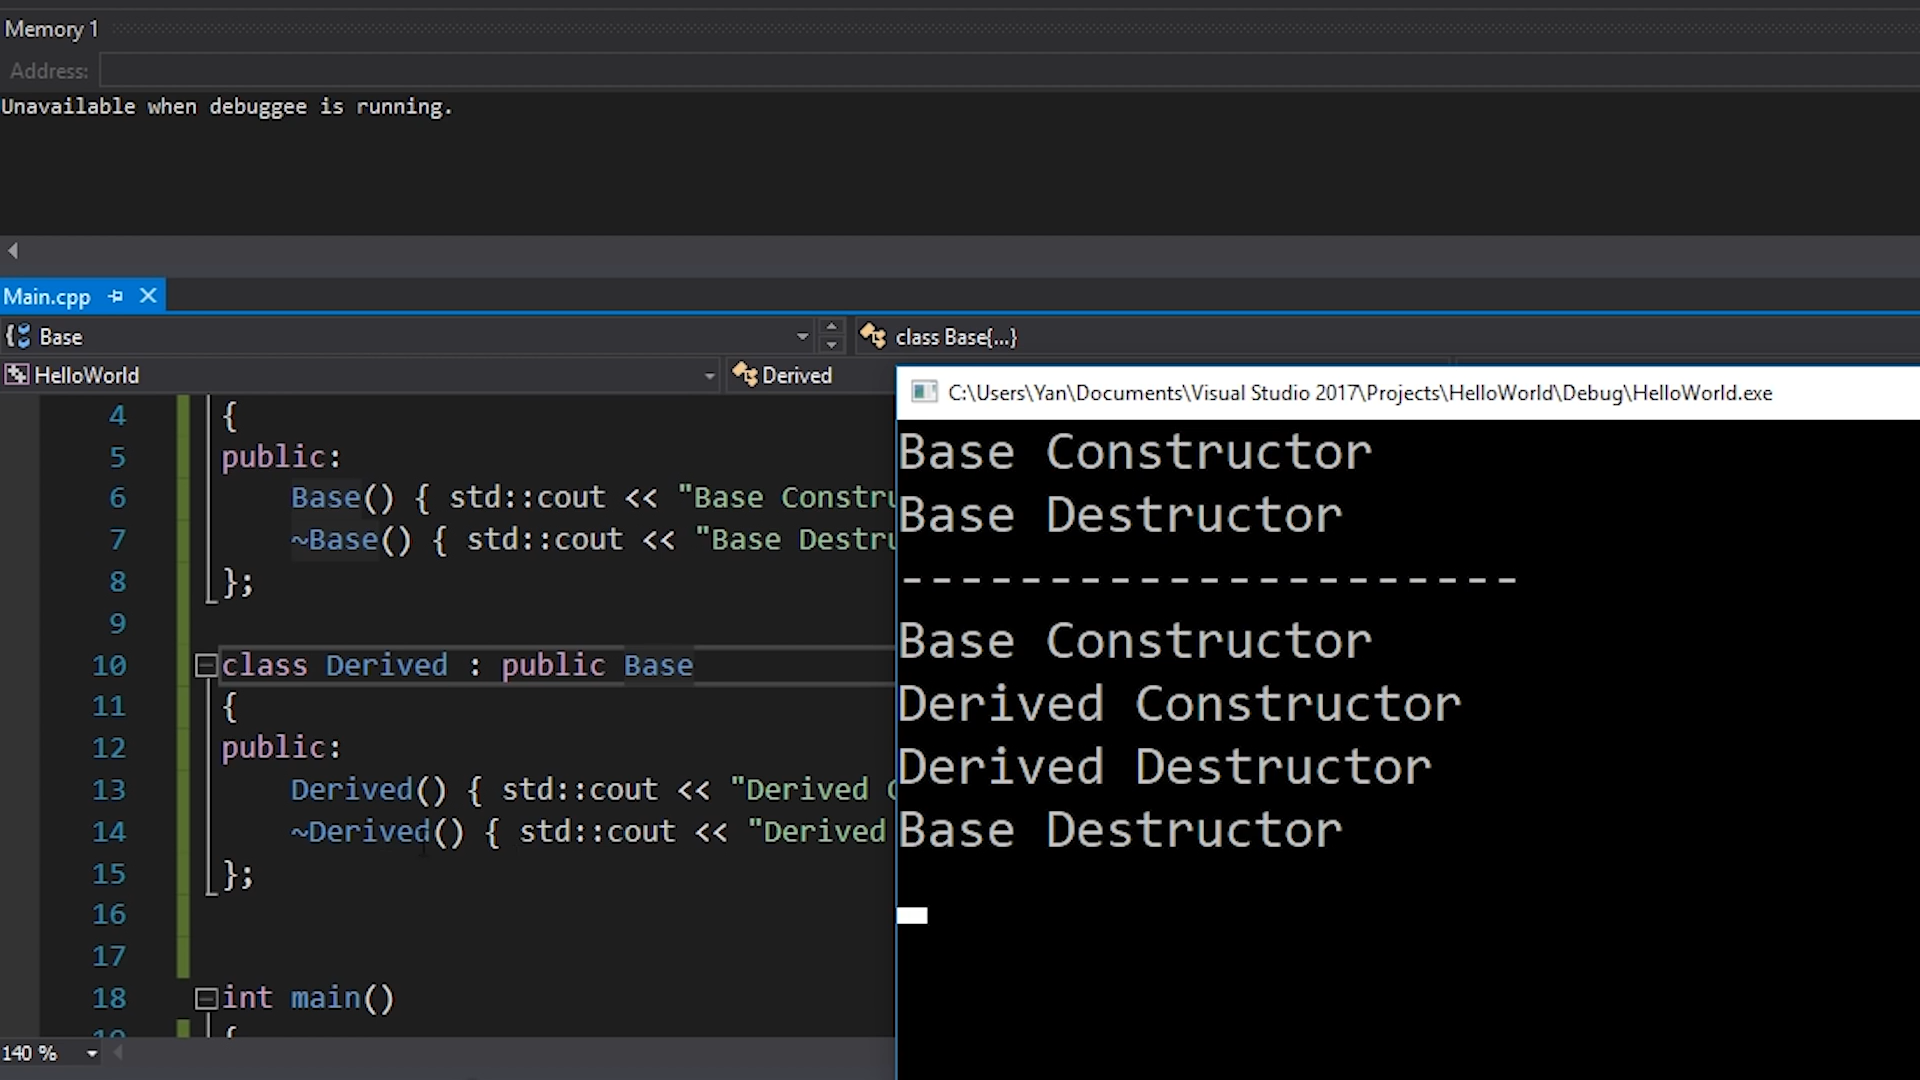 Memory 1
Address:
Unavailable when debuggee is running.
Main.cpp
Base class Base{...}
HelloWorld Derived
4 {
5 public:
6 Base() { std::cout << "Base Constru
7 ~Base() { std::cout << "Base Destru
8 };
9
10 class Derived : public Base
11 {
12 public:
13 Derived() { std::cout << "Derived
14 ~Derived() { std::cout << "Derived
15 };
16
17
18 int main()
19 {
140 %
C:\Users\Yan\Documents\Visual Studio 2017\Projects\HelloWorld\Debug\HelloWorld.exe
Base Constructor
Base Destructor
---------------------
Base Constructor
Derived Constructor
Derived Destructor
Base Destructor